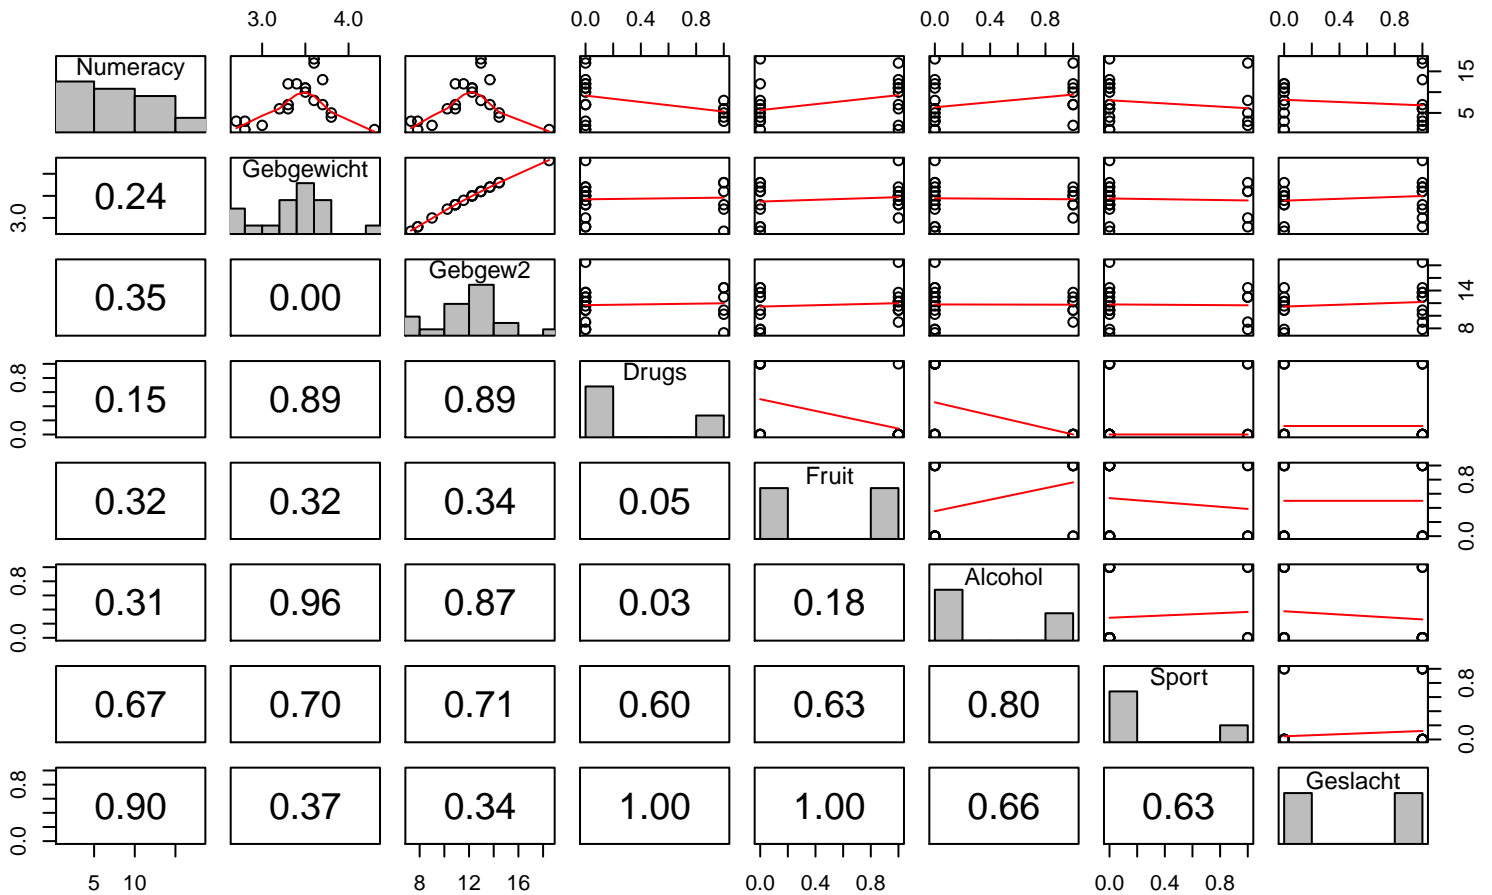 3.0 4.0 0.0 0.4 0.8 0.0 0.4 0.8 0.0 0.4 0.8
Numeracy 5 15
3.0 0.24 Gebgewicht
0.35 0.00 Gebgew2 8 14
0.0 0.8 0.15 0.89 0.89 Drugs
0.32 0.32 0.34 0.05 Fruit 0.0 0.8
0.0 0.8 0.31 0.96 0.87 0.03 0.18 Alcohol
0.67 0.70 0.71 0.60 0.63 0.80 Sport 0.0 0.8
0.0 0.8 0.90 0.37 0.34 1.00 1.00 0.66 0.63 Geslacht
5 10 8 12 16 0.0 0.4 0.8 0.0 0.4 0.8